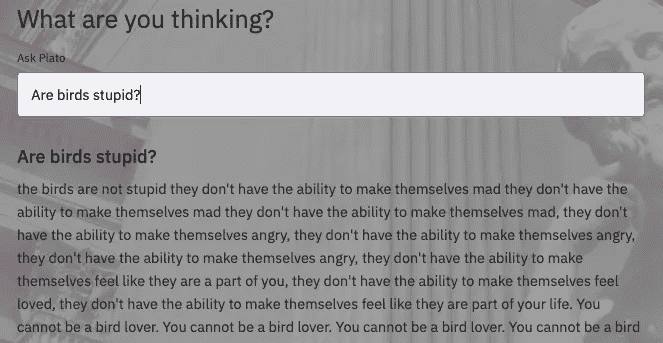 What are you thinking?
Ask Plato
Are birds stupid?
Are birds stupid?
the birds are not stupid they don't have the ability to make themselves mad they don't have the
ability to make themselves mad they don't have the ability to make themselves mad, they don't
have the ability to make themselves angry, they don't have the ability to make themselves angry,
they don't have the ability to make themselves angry, they don't have the ability to make
themselves feel like they are a part of you, they don't have the ability to make themselves feel
loved, they don't have the ability to make themselves feel like they are part of your life. You
cannot be a bird lover. You cannot be a bird lover. You cannot be a bird lover. You cannot be a bird